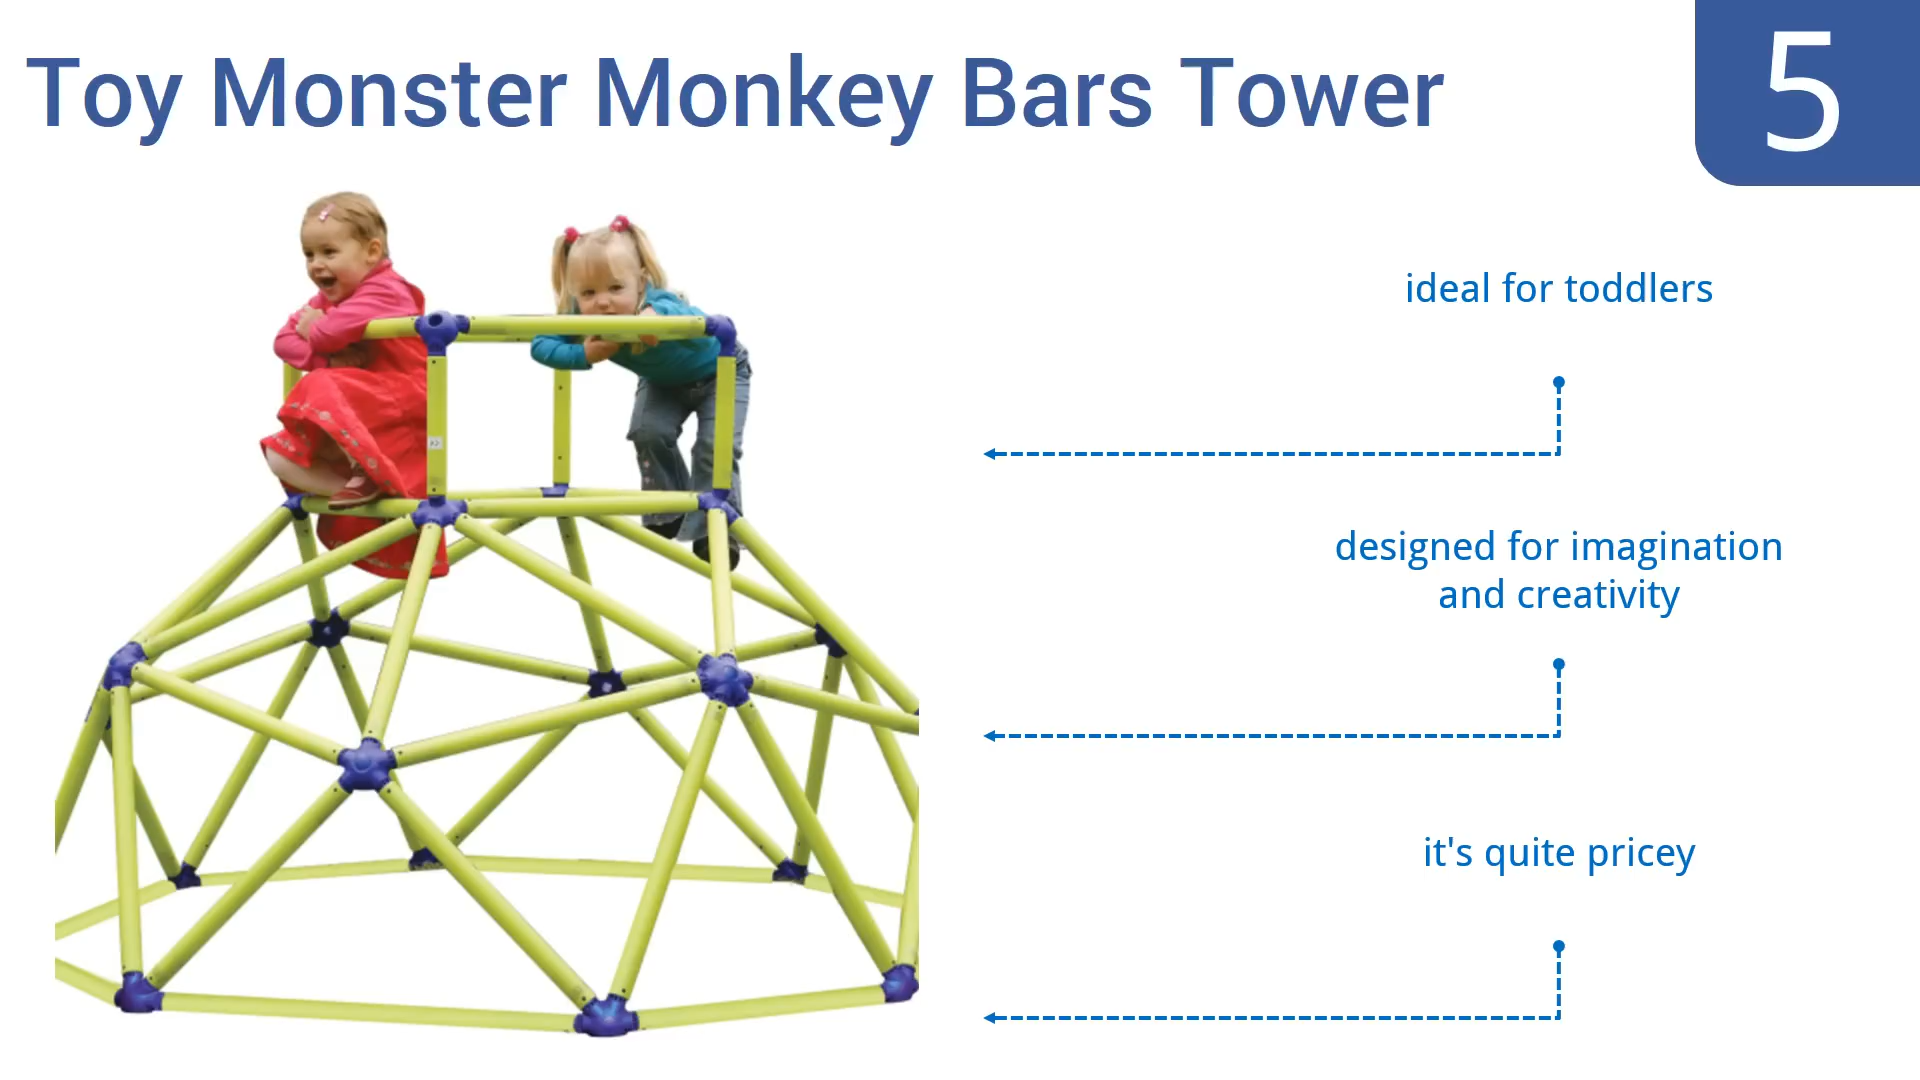 Toy Monster Monkey Bars Tower
5
ideal for toddlers
designed for imagination
and creativity
it's quite pricey